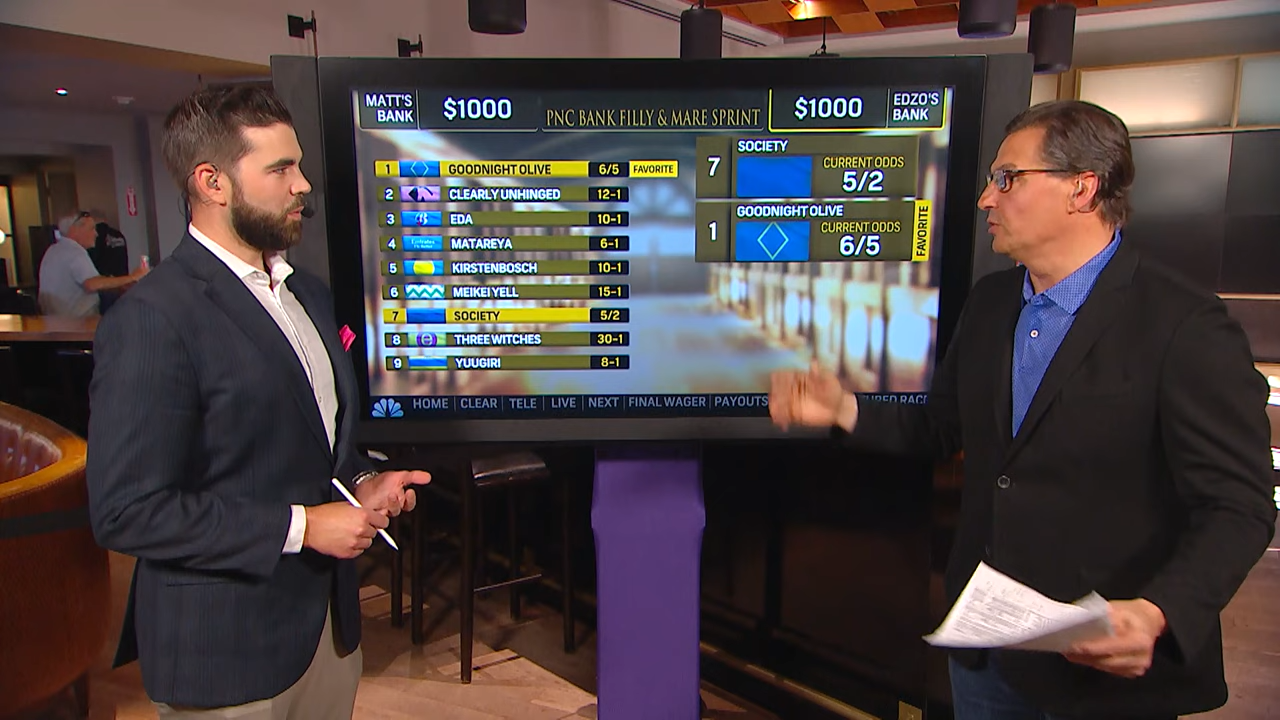 MATT'S BANK
$1000
PNC BANK FILLY & MARE SPRINT
$1000
EDZO'S BANK
1 GOODNIGHT OLIVE 6/5 FAVORITE
2 CLEARLY UNHINGED 12-1
3 EDA 10-1
4 Emirates MATAREYA 6-1
5 KIRSTENBOSCH 10-1
6 MEIKEI YELL 15-1
7 SOCIETY 5/2
8 THREE WITCHES 30-1
9 YUUGIRI 8-1
7 SOCIETY
CURRENT ODDS
5/2
1 GOODNIGHT OLIVE
CURRENT ODDS
6/5
FAVORITE
HOME CLEAR TELE LIVE NEXT FINAL WAGER PAYOUTS